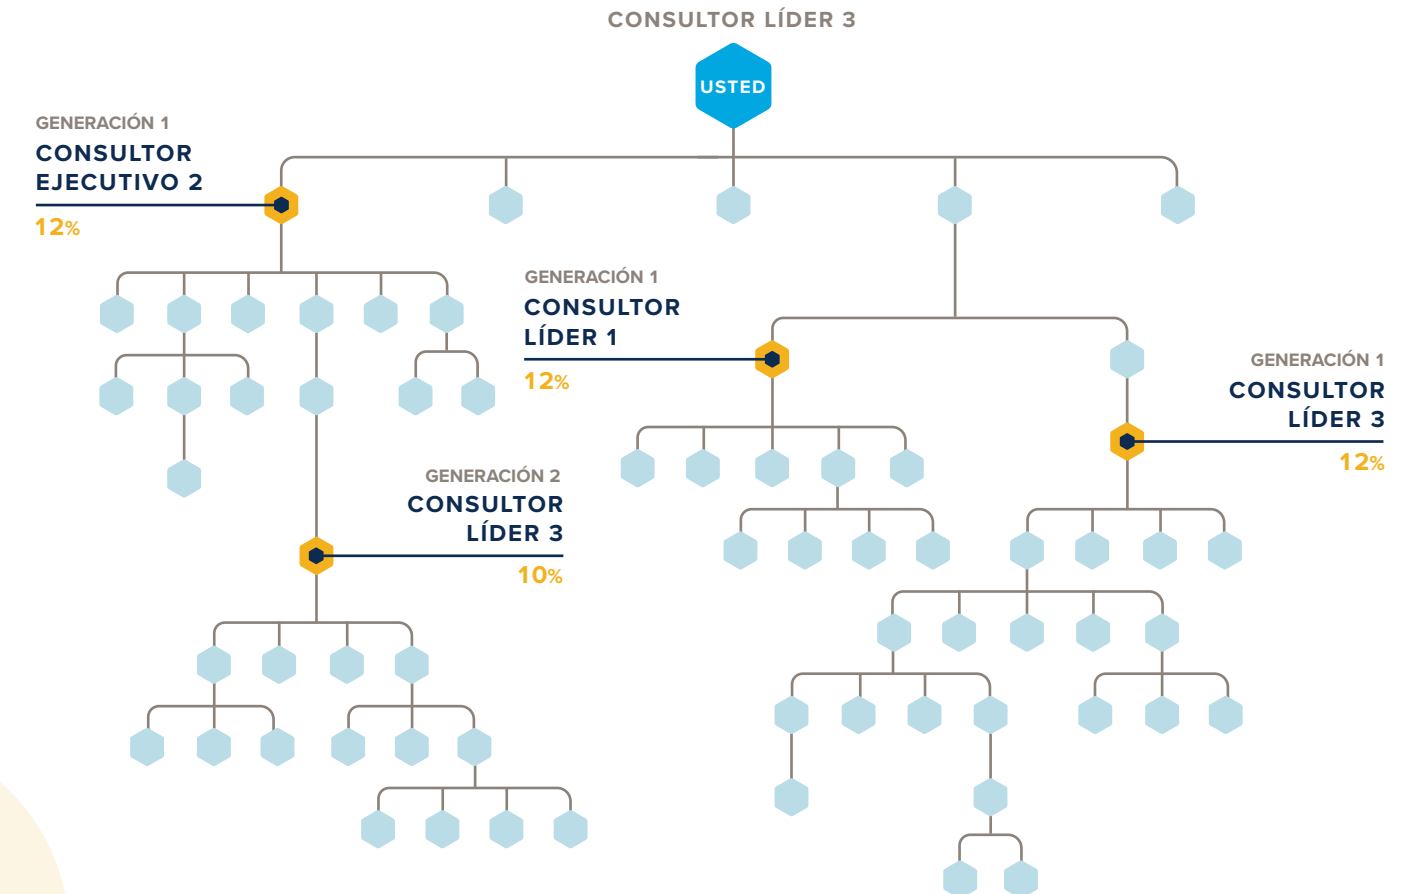 CONSULTOR LÍDER 3
USTED
GENERACIÓN 1
CONSULTOR
EJECUTIVO 2
12%
GENERACIÓN 1
CONSULTOR
LÍDER 1
12%
GENERACIÓN 1
CONSULTOR
LÍDER 3
12%
GENERACIÓN 2
CONSULTOR
LÍDER 3
10%